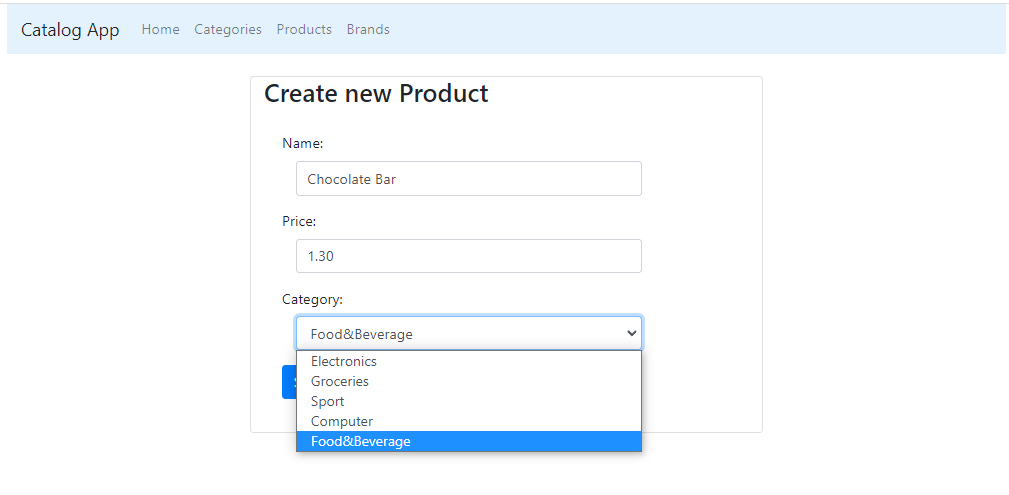 Catalog App Home Categories Products Brands
Create new Product
Name:
Chocolate Bar
Price:
1.30
Category:
Food&Beverage
Electronics
Groceries
Sport
Computer
Food&Beverage